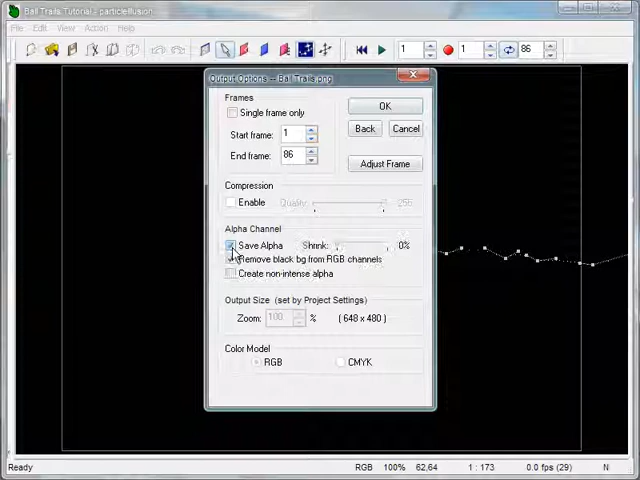 Ball Trails Tutorial - particleIllusion
File Edit View Action Help
1 1 86
Output Options -- Ball Trails.png
Frames
Single frame only
Start frame: 1
End frame: 86
OK
Back Cancel
Adjust Frame
Compression
Enable Quality: 255
Alpha Channel
Save Alpha Shrink: 0%
Remove black bg from RGB channels
Create non-intense alpha
Output Size (set by Project Settings)
Zoom: 100 % ( 648 x 480 )
Color Model
RGB CMYK
Ready RGB 100% 62,64 1 : 173 0.0 fps (29) N